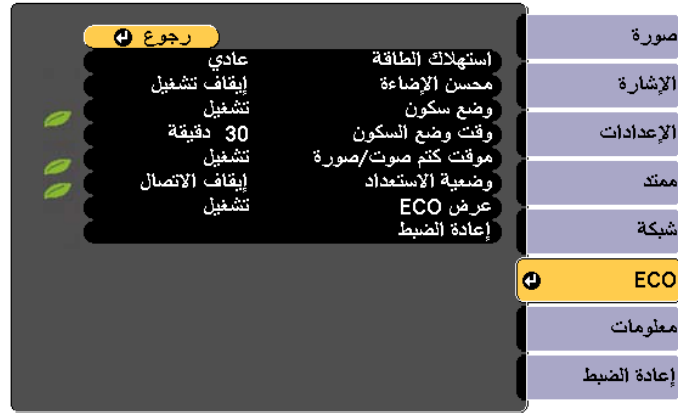 رجوع
استهلاك الطاقة عادي
محسن الإضاءة إيقاف تشغيل
وضع سكون تشغيل
وقت وضع السكون 30 دقيقة
موقت كتم صوت/صورة تشغيل
وضعية الاستعداد إيقاف الاتصال
عرض ECO تشغيل
إعادة الضبط
صورة
الإشارة
الإعدادات
ممتد
شبكة
ECO
معلومات
إعادة الضبط